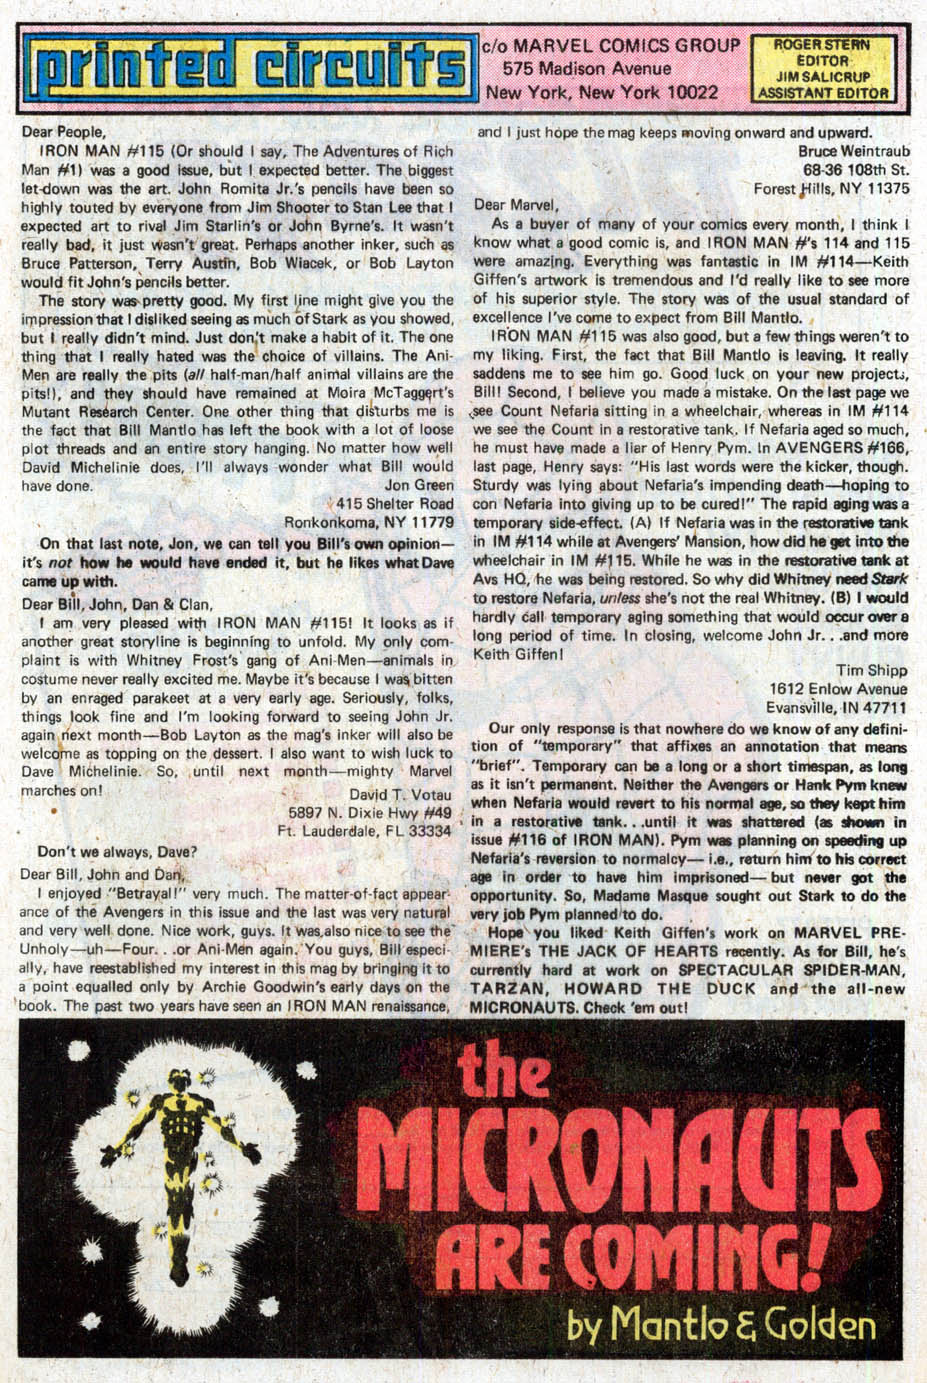 printed circuits
c/o MARVEL COMICS GROUP
575 Madison Avenue
New York, New York 10022
ROGER STERN
EDITOR
JIM SALICRUP
ASSISTANT EDITOR
Dear People,
IRON MAN #115 (Or should I say, The Adventures of Rich
Man #1) was a good issue, but I expected better. The biggest
let-down was the art. John Romita Jr.'s pencils have been so
highly touted by everyone from Jim Shooter to Stan Lee that I
expected art to rival Jim Starlin's or John Byrne's. It wasn't
really bad, it just wasn't great. Perhaps another inker, such as
Bruce Patterson, Terry Austin, Bob Wiacek, or Bob Layton
would fit John's pencils better.
The story was pretty good. My first line might give you the
impression that I disliked seeing as much of Stark as you showed,
but I really didn't mind. Just don't make a habit of it. The one
thing that I really hated was the choice of villains. The Ani-
Men are really the pits (all half-man/half animal villains are the
pits!), and they should have remained at Moira McTaggert's
Mutant Research Center. One other thing that disturbs me is
the fact that Bill Mantlo has left the book with a lot of loose
plot threads and an entire story hanging. No matter how well
David Michelinie does, I'll always wonder what Bill would
have done.
Jon Green
415 Shelter Road
Ronkonkoma, NY 11779
On that last note, Jon, we can tell you Bill's own opinion—
it's not how he would have ended it, but he likes what Dave
came up with.
Dear Bill, John, Dan & Clan,
I am very pleased with IRON MAN #115! It looks as if
another great storyline is beginning to unfold. My only com-
plaint is with Whitney Frost's gang of Ani-Men—animals in
costume never really excited me. Maybe it's because I was bitten
by an enraged parakeet at a very early age. Seriously, folks,
things look fine and I'm looking forward to seeing John Jr.
again next month—Bob Layton as the mag's inker will also be
welcome as topping on the dessert. I also want to wish luck to
Dave Michelinie. So, until next month—mighty Marvel
marches on!
David T. Votau
5897 N. Dixie Hwy #49
Ft. Lauderdale, FL 33334
Don't we always, Dave?
Dear Bill, John and Dan,
I enjoyed "Betrayal!" very much. The matter-of-fact appear-
ance of the Avengers in this issue and the last was very natural
and very well done. Nice work, guys. It was also nice to see the
Unholy—uh—Four. . .or Ani-Men again. You guys, Bill especi-
ally, have reestablished my interest in this mag by bringing it to
a point equalled only by Archie Goodwin's early days on the
book. The past two years have seen an IRON MAN renaissance,
and I just hope the mag keeps moving onward and upward.
Bruce Weintraub
68-36 108th St.
Forest Hills, NY 11375
Dear Marvel,
As a buyer of many of your comics every month, I think I
know what a good comic is, and IRON MAN #'s 114 and 115
were amazing. Everything was fantastic in IM #114—Keith
Giffen's artwork is tremendous and I'd really like to see more
of his superior style. The story was of the usual standard of
excellence I've come to expect from Bill Mantlo.
IRON MAN #115 was also good, but a few things weren't to
my liking. First, the fact that Bill Mantlo is leaving. It really
saddens me to see him go. Good luck on your new projects,
Bill! Second, I believe you made a mistake. On the last page we
see Count Nefaria sitting in a wheelchair, whereas in IM #114
we see the Count in a restorative tank. If Nefaria aged so much,
he must have made a liar of Henry Pym. In AVENGERS #166,
last page, Henry says: "His last words were the kicker, though.
Sturdy was lying about Nefaria's impending death—hoping to
con Nefaria into giving up to be cured!" The rapid aging was a
temporary side-effect. (A) If Nefaria was in the restorative tank
in IM #114 while at Avengers' Mansion, how did he get into the
wheelchair in IM #115. While he was in the restorative tank at
Avs HQ, he was being restored. So why did Whitney need Stark
to restore Nefaria, unless she's not the real Whitney. (B) I would
hardly call temporary aging something that would occur over a
long period of time. In closing, welcome John Jr. . .and more
Keith Giffen!
Tim Shipp
1612 Enlow Avenue
Evansville, IN 47711
Our only response is that nowhere do we know of any defini-
tion of "temporary" that affixes an annotation that means
"brief". Temporary can be a long or a short timespan, as long
as it isn't permanent. Neither the Avengers or Hank Pym knew
when Nefaria would revert to his normal age, so they kept him
in a restorative tank. . .until it was shattered (as shown in
issue #116 of IRON MAN). Pym was planning on speeding up
Nefaria's reversion to normalcy— i.e., return him to his correct
age in order to have him imprisoned—but never got the
opportunity. So, Madame Masque sought out Stark to do the
very job Pym planned to do.
Hope you liked Keith Giffen's work on MARVEL PRE-
MIERE's THE JACK OF HEARTS recently. As for Bill, he's
currently hard at work on SPECTACULAR SPIDER-MAN,
TARZAN, HOWARD THE DUCK and the all-new
MICRONAUTS. Check 'em out!
the
MICRONAUTS
ARE COMING!
by Mantlo & Golden